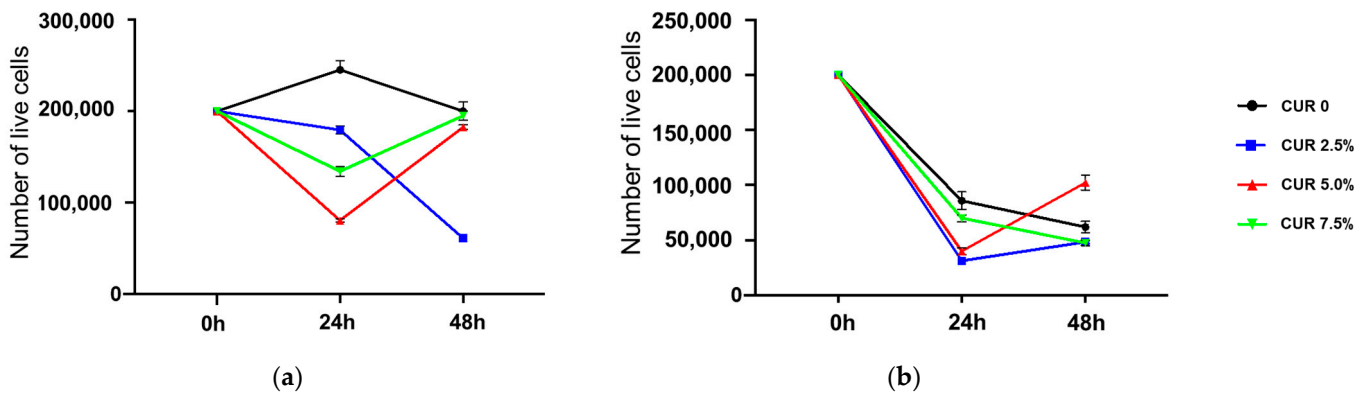 Number of live cells
300,000
200,000
100,000
0
0h 24h 48h
(a)
Number of live cells
250,000
200,000
150,000
100,000
50,000
0
0h 24h 48h
(b)
CUR 0
CUR 2.5%
CUR 5.0%
CUR 7.5%